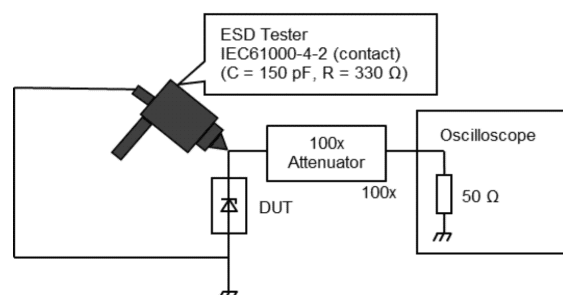 ESD Tester
IEC61000-4-2 (contact)
(C = 150 pF, R = 330 Ω)
100x
Attenuator
100x
Oscilloscope
50 Ω
DUT